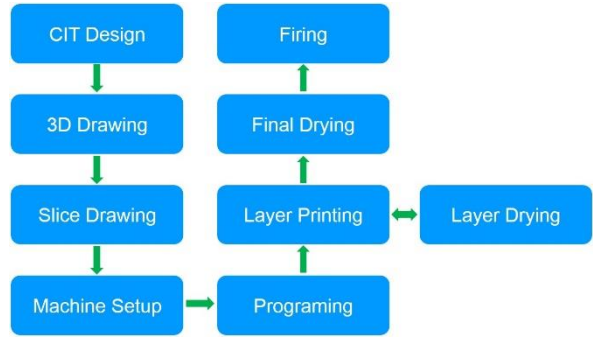 CIT Design
3D Drawing
Slice Drawing
Machine Setup
Programing
Layer Printing
Layer Drying
Final Drying
Firing